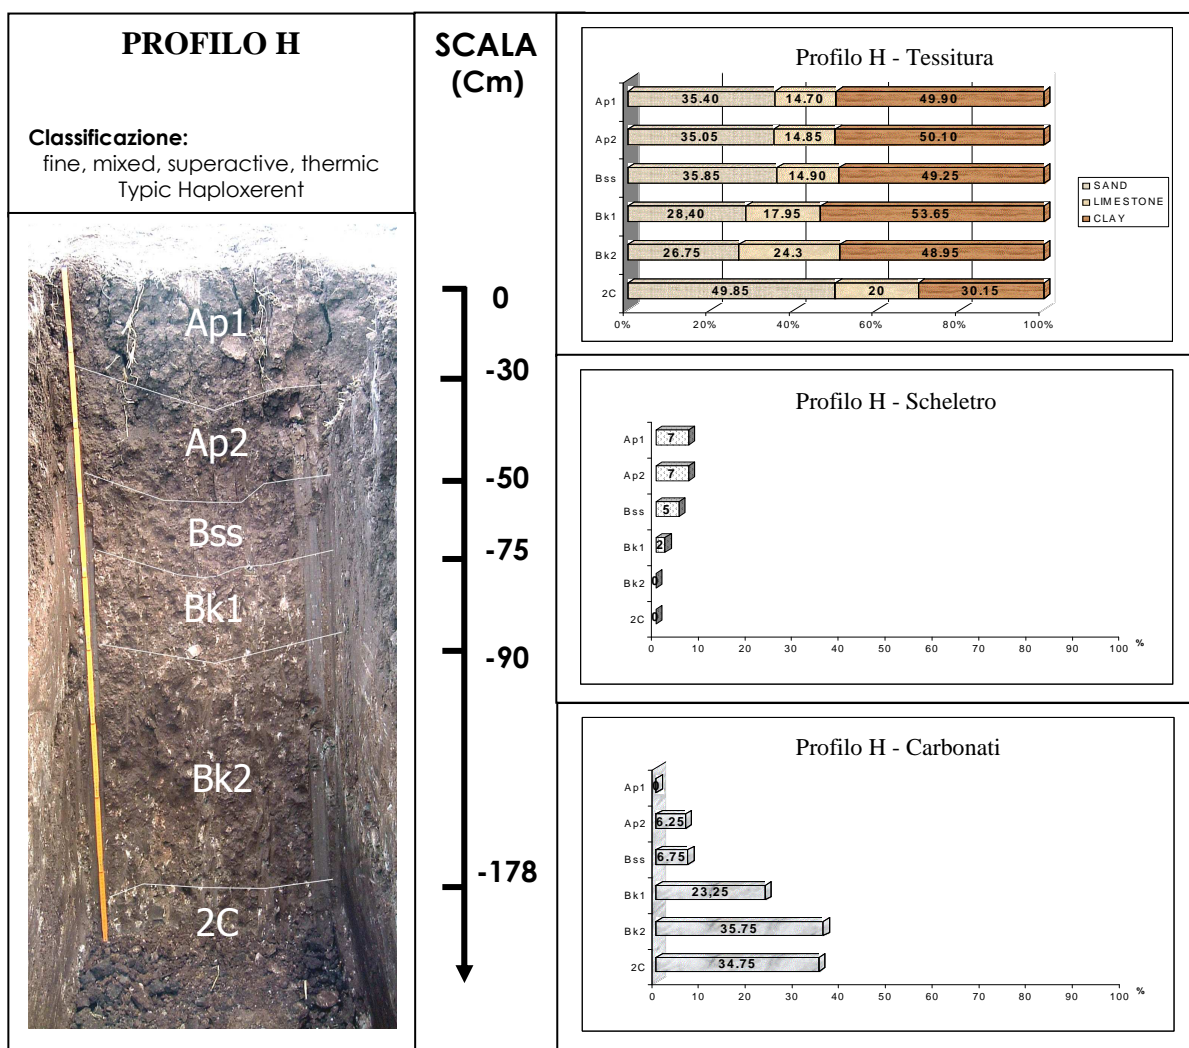 PROFILO H
Classificazione:
fine, mixed, superactive, thermic
Typic Haploxerent
Ap1
Ap2
Bss
Bk1
Bk2
2C
SCALA
(Cm)
0
-30
-50
-75
-90
-178
Profilo H - Tessitura
Ap1 35.40 14.70 49.90
Ap2 35.05 14.85 50.10
Bss 35.85 14.90 49.25
Bk1 28,40 17.95 53.65
Bk2 26.75 24.3 48.95
2C 49.85 20 30.15
0% 20% 40% 60% 80% 100%
SAND
LIMESTONE
CLAY
Profilo H - Scheletro
Ap1 7
Ap2 7
Bss 5
Bk1 2
Bk2 0
2C 0
0 10 20 30 40 50 60 70 80 90 100 %
Profilo H - Carbonati
Ap1 0
Ap2 6.25
Bss 6.75
Bk1 23,25
Bk2 35.75
2C 34.75
0 10 20 30 40 50 60 70 80 90 100 %